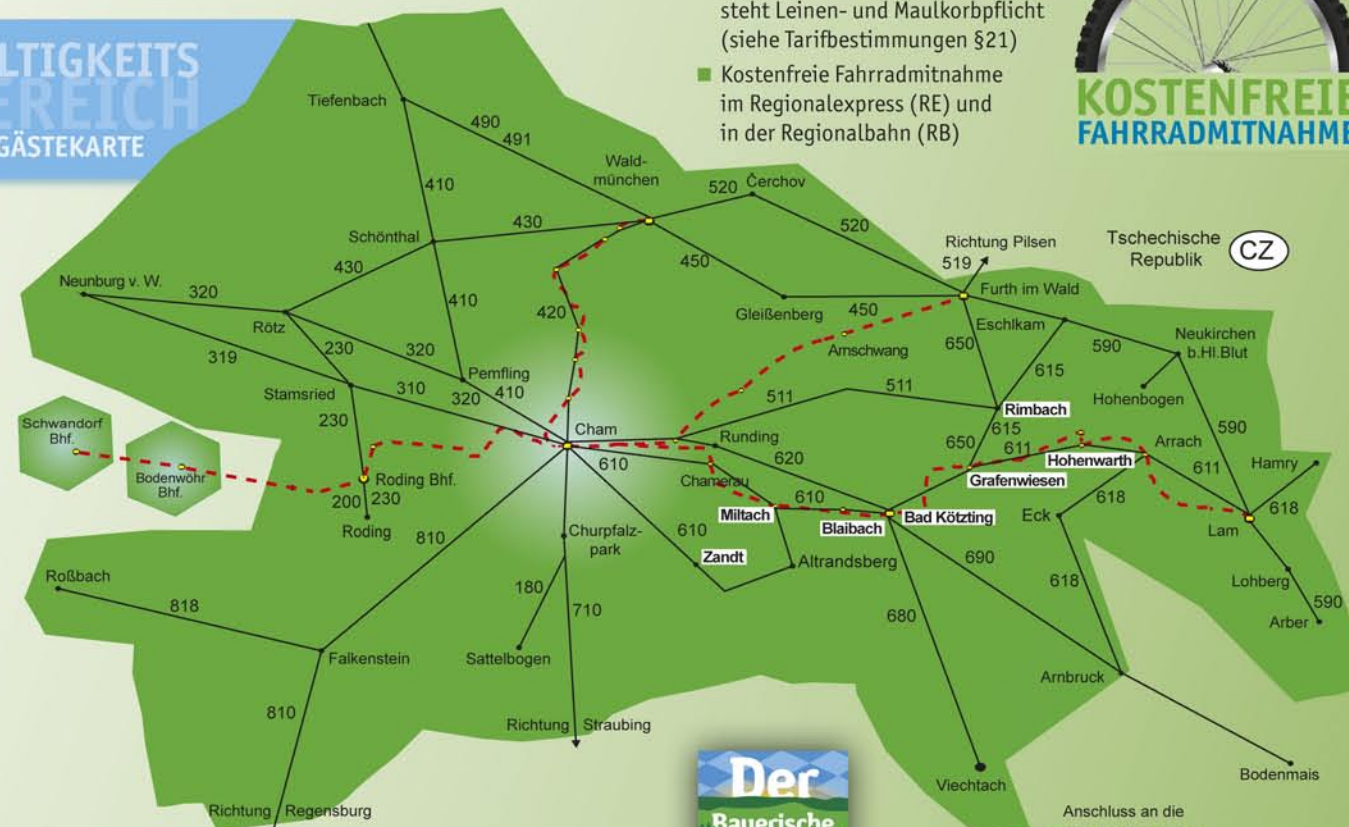 LTIGKEITS
EREICH
GÄSTEKARTE
steht Leinen- und Maulkorbpflicht
(siehe Tarifbestimmungen §21)
■ Kostenfreie Fahrradmitnahme
im Regionalexpress (RE) und
in der Regionalbahn (RB)
KOSTENFREIE
FAHRRADMITNAHME
Tiefenbach
490
491
Wald-
münchen
520
Čerchov
410
430
520
Schönthal
Richtung Pilsen
519
Tschechische
Republik
CZ
430
450
Neunburg v. W.
320
410
420
Gleißenberg
450
Furth im Wald
Eschlkam
Rötz
230
320
Amschwang
650
590
Neukirchen
b.Hl.Blut
319
Pemfling
615
Stamsried
310
320
410
511
511
Hohenbogen
230
Rimbach
Schwandorf
Bhf.
Cham
Runding
615
590
650
611
Arrach
Bodenwöhr
Bhf.
610
620
Hohenwarth
611
Hamry
Roding Bhf.
Chamerau
Grafenwiesen
200
230
610
618
618
Miltach
Blaibach
Bad Kötzting
Eck
Lam
Roding
810
Churpfalz-
park
610
690
Zandt
Altrandsberg
Roßbach
180
618
Lohberg
818
710
680
590
Arber
Falkenstein
Sattelbogen
Arnbruck
810
Richtung Straubing
Viechtach
Bodenmais
Der
Bayerische
Richtung Regensburg
Anschluss an die